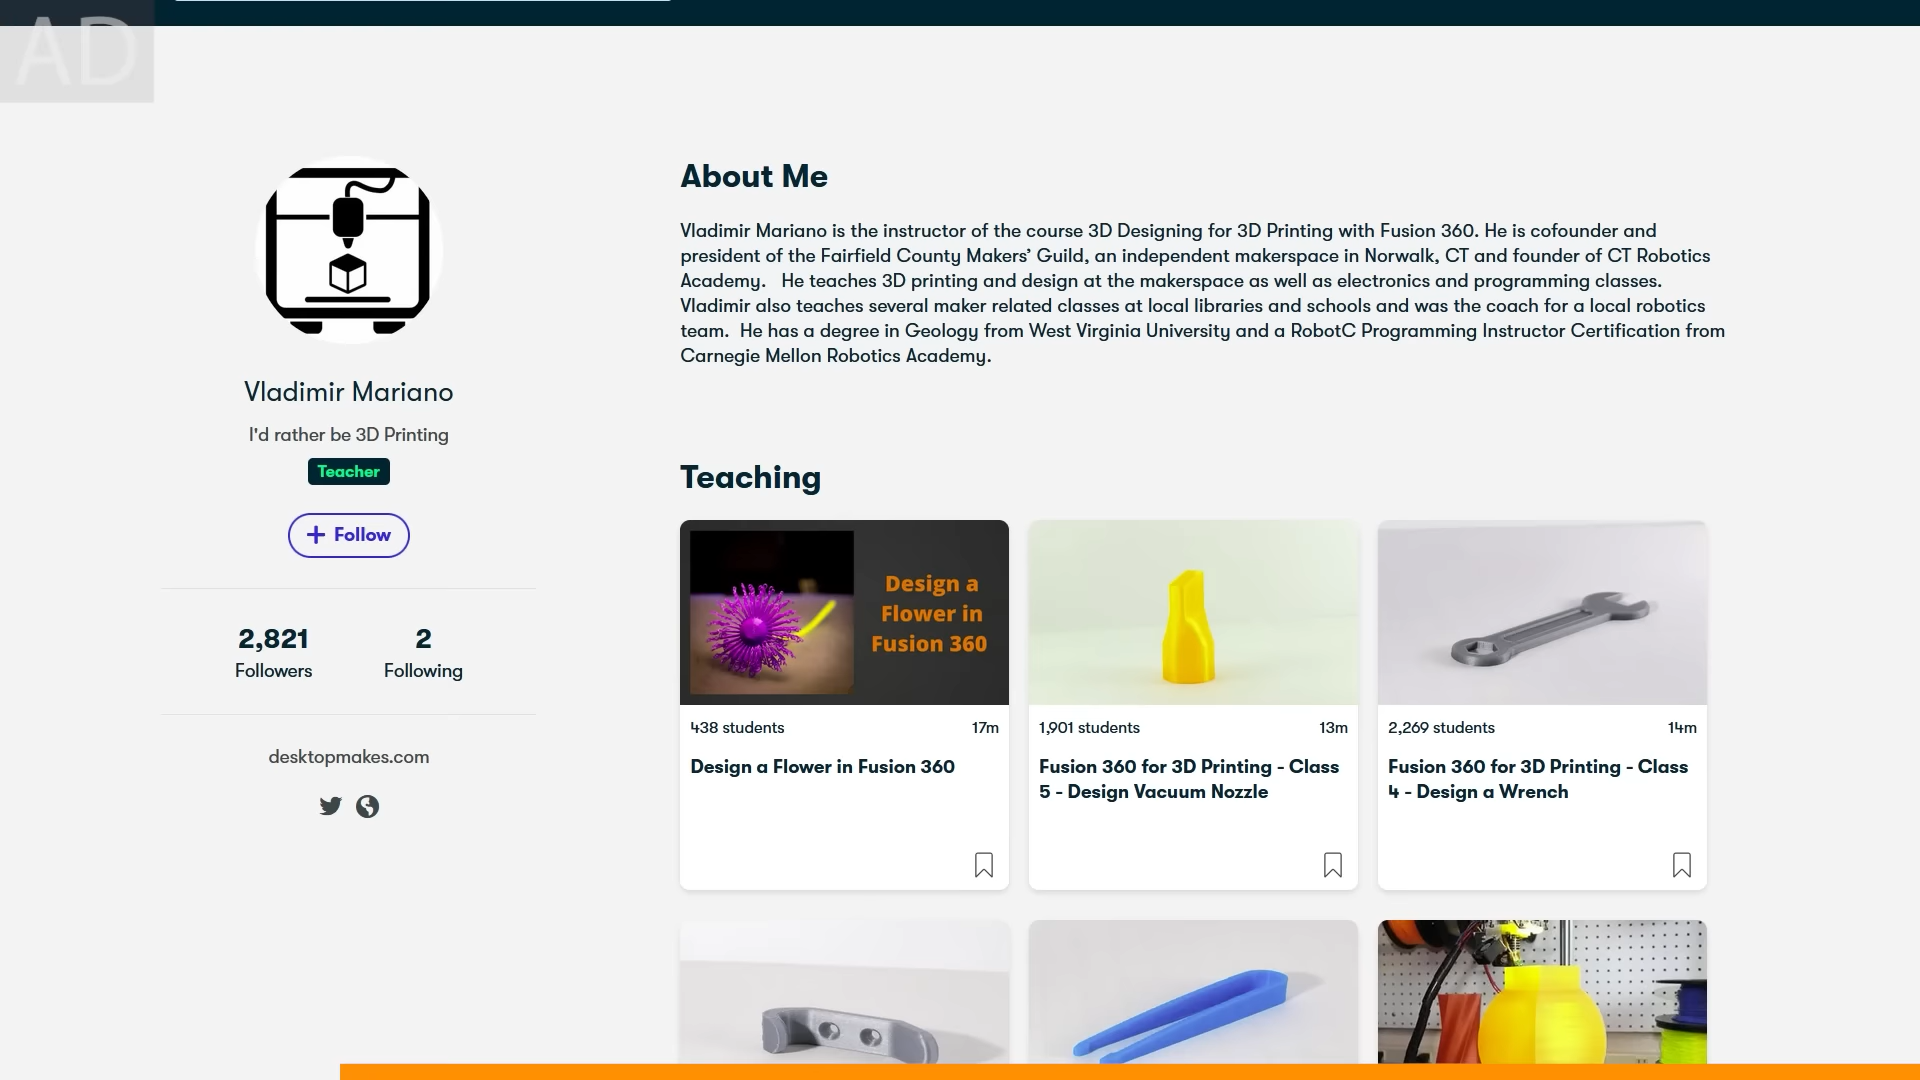 AD
Vladimir Mariano
I'd rather be 3D Printing
Teacher
Follow
2,821
Followers
2
Following
desktopmakes.com
About Me
Vladimir Mariano is the instructor of the course 3D Designing for 3D Printing with Fusion 360. He is cofounder and
president of the Fairfield County Makers’ Guild, an independent makerspace in Norwalk, CT and founder of CT Robotics
Academy.   He teaches 3D printing and design at the makerspace as well as electronics and programming classes.
Vladimir also teaches several maker related classes at local libraries and schools and was the coach for a local robotics
team.  He has a degree in Geology from West Virginia University and a RobotC Programming Instructor Certification from
Carnegie Mellon Robotics Academy.
Teaching
Design a
Flower in
Fusion 360
438 students
17m
Design a Flower in Fusion 360
1,901 students
13m
Fusion 360 for 3D Printing - Class
5 - Design Vacuum Nozzle
2,269 students
14m
Fusion 360 for 3D Printing - Class
4 - Design a Wrench